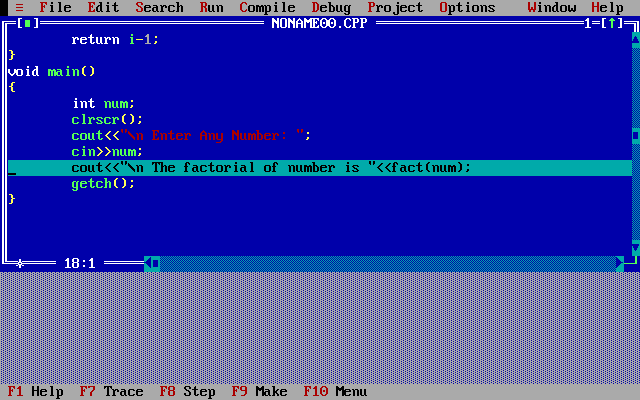 ≡ File Edit Search Run Compile Debug Project Options Window Help
[■] NONAME00.CPP 1=[↑]
return i-1;
}
void main()
{
int num;
clrscr();
cout<<"\n Enter Any Number: ";
cin>>num;
cout<<"\n The factorial of number is "<<fact(num);
getch();
}
18:1
F1 Help F7 Trace F8 Step F9 Make F10 Menu